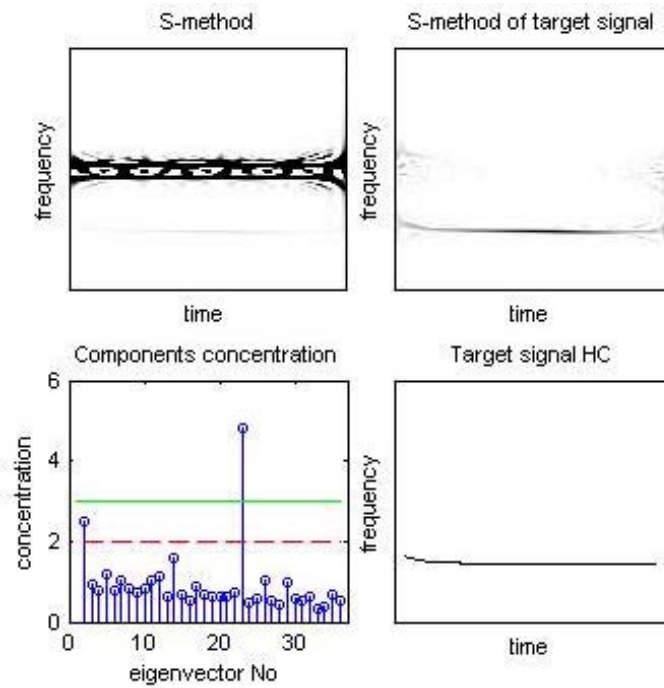 S-method
S-method of target signal
frequency
frequency
time
time
Components concentration
Target signal HC
6
4
2
0
concentration
frequency
0
10
20
30
eigenvector No
time